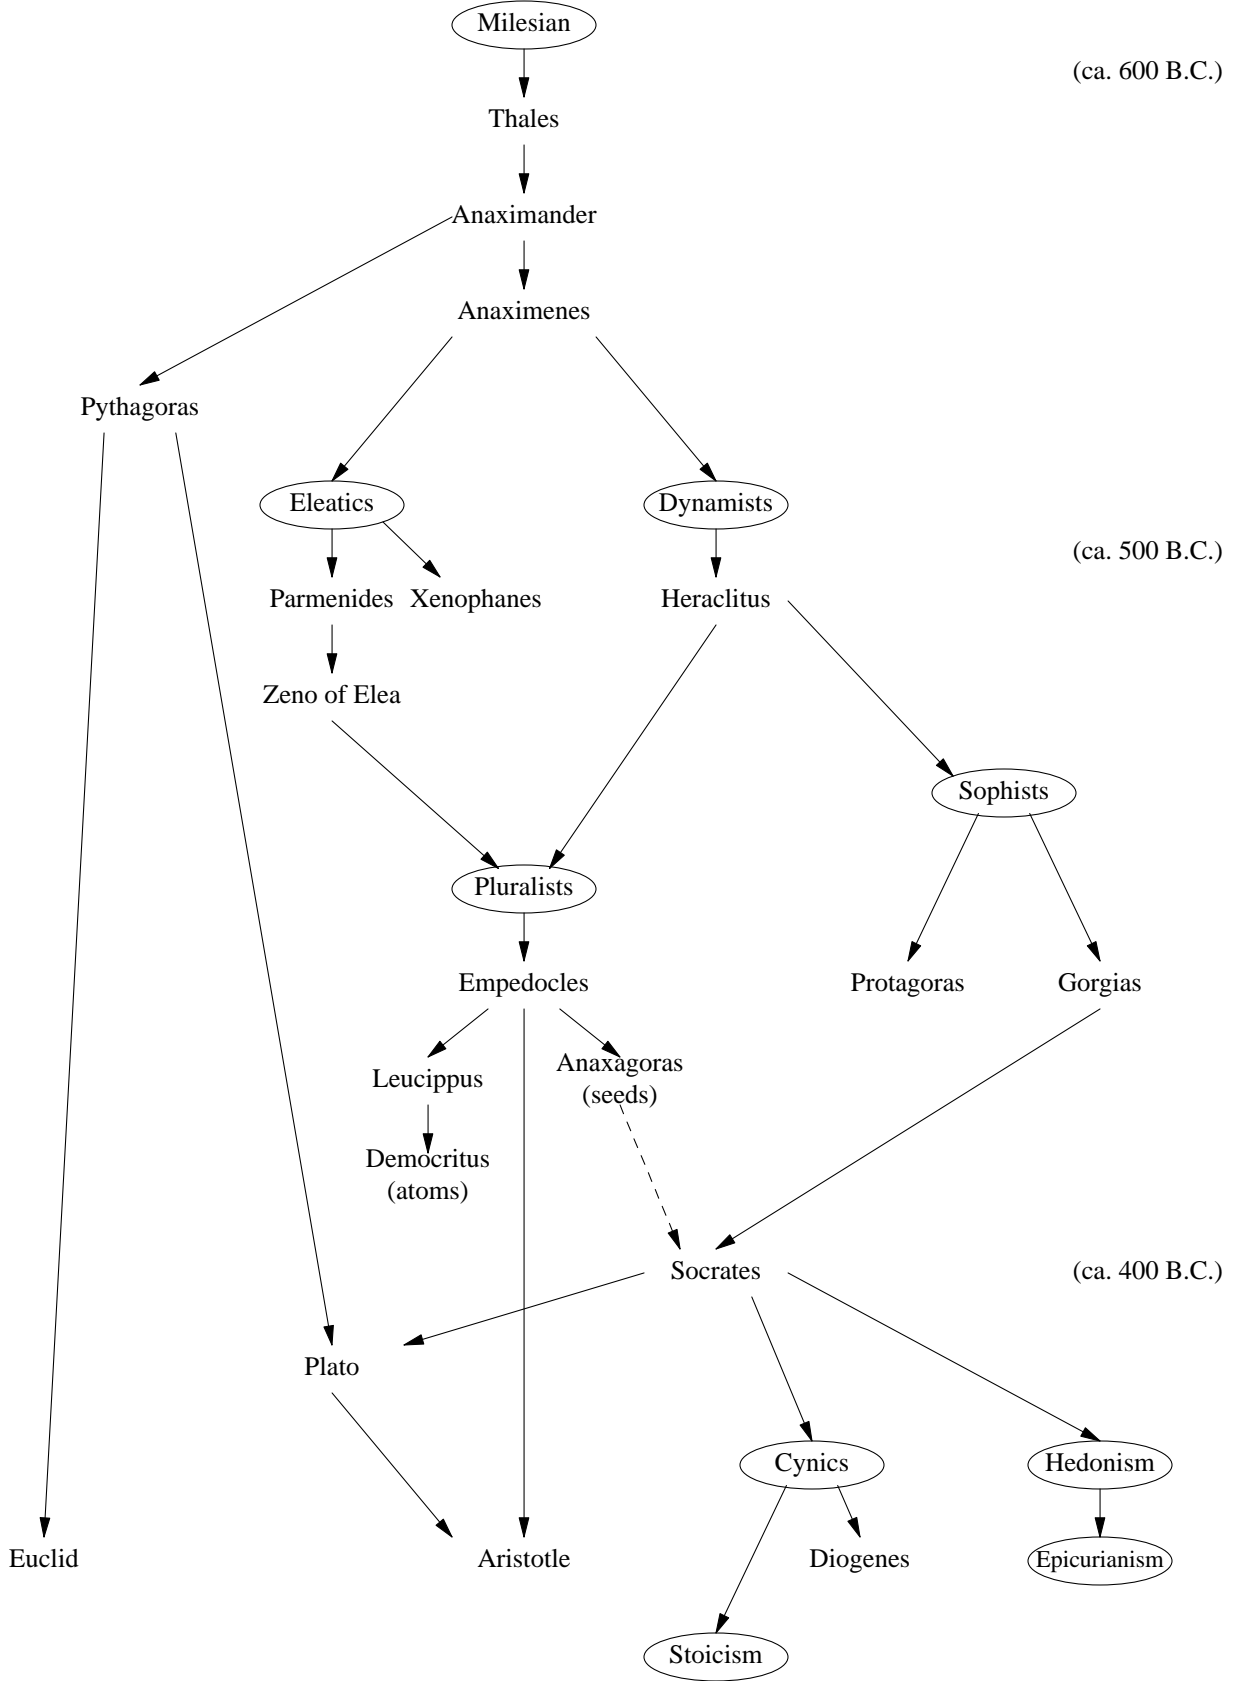 Milesian
(ca. 600 B.C.)
Thales
Anaximander
Anaximenes
Pythagoras
Eleatics
Dynamists
(ca. 500 B.C.)
Parmenides
Xenophanes
Heraclitus
Zeno of Elea
Sophists
Pluralists
Empedocles
Protagoras
Gorgias
Leucippus
Anaxagoras
(seeds)
Democritus
(atoms)
Socrates
(ca. 400 B.C.)
Plato
Cynics
Hedonism
Euclid
Aristotle
Diogenes
Epicurianism
Stoicism